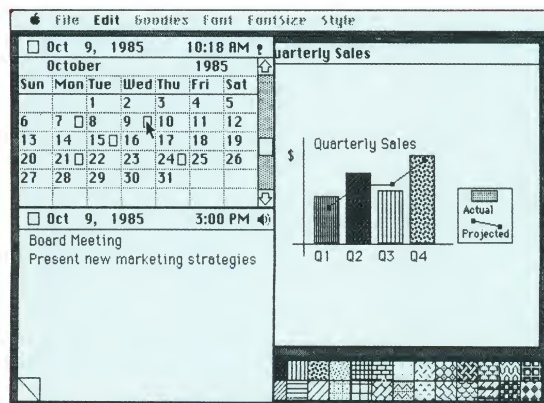 File Edit Goodies Font FontSize Style
Oct 9, 1985 10:18 AM
October 1985
Sun Mon Tue Wed Thu Fri Sat
1 2 3 4 5
6 7 8 9 10 11 12
13 14 15 16 17 18 19
20 21 22 23 24 25 26
27 28 29 30 31
Oct 9, 1985 3:00 PM
Board Meeting
Present new marketing strategies
uarterly Sales
Quarterly Sales
$
Q1 Q2 Q3 Q4
Actual
Projected